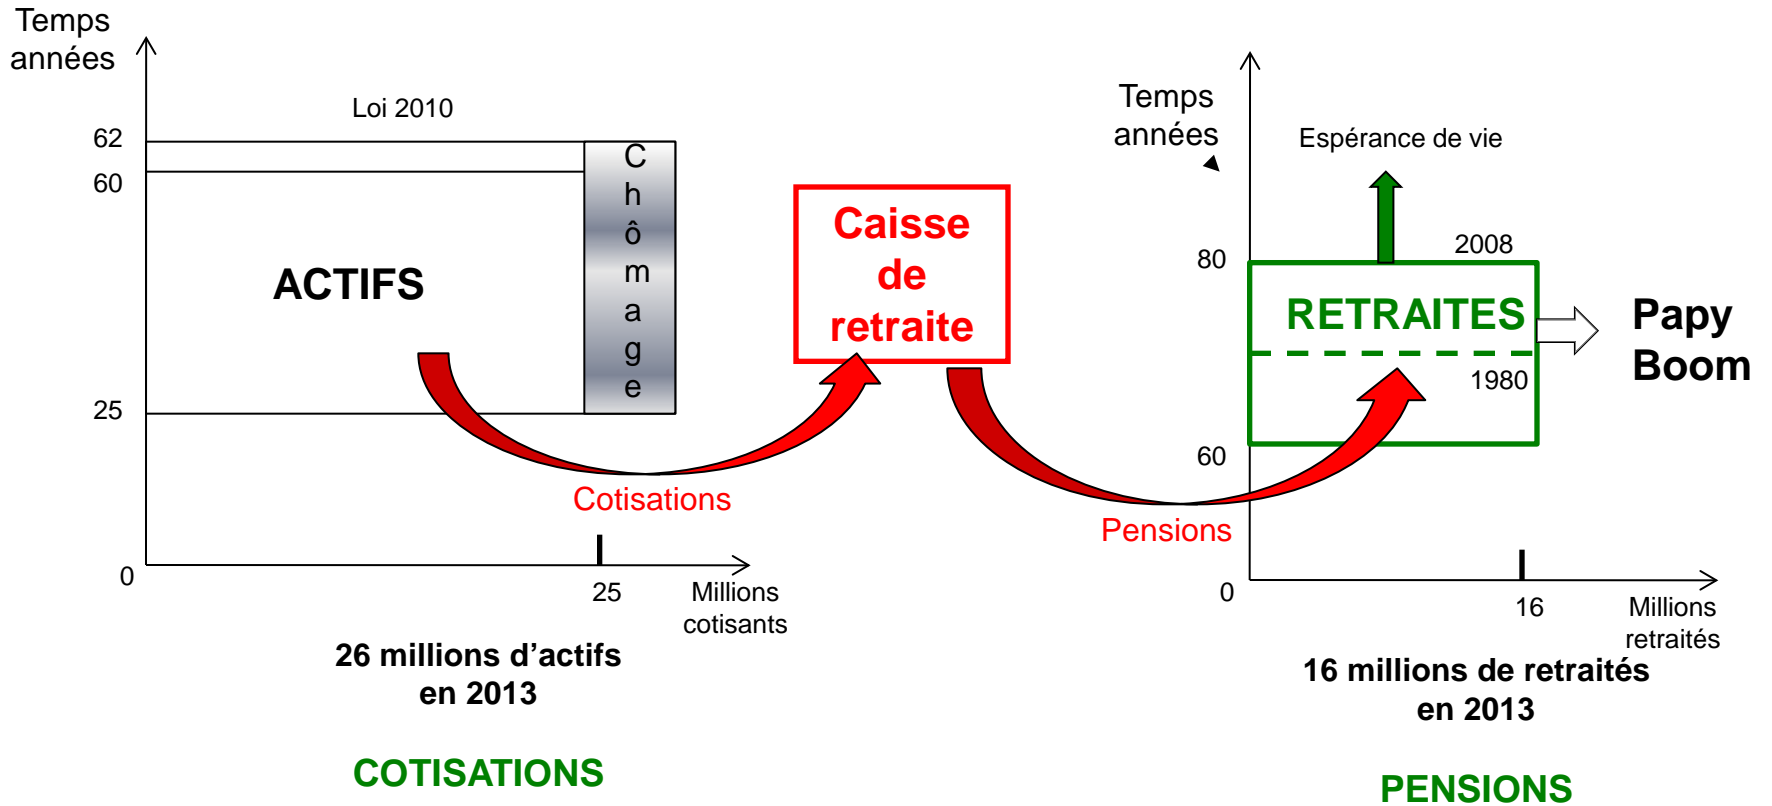 Temps
années
Loi 2010
62
60
25
0
ACTIFS
C
h
ô
m
a
g
e
Cotisations
25
Millions
cotisants
26 millions d’actifs
en 2013
COTISATIONS
Caisse
de
retraite
Pensions
Temps
années
Espérance de vie
2008
80
RETRAITES
1980
60
0
Papy
Boom
16
Millions
retraités
16 millions de retraités
en 2013
PENSIONS